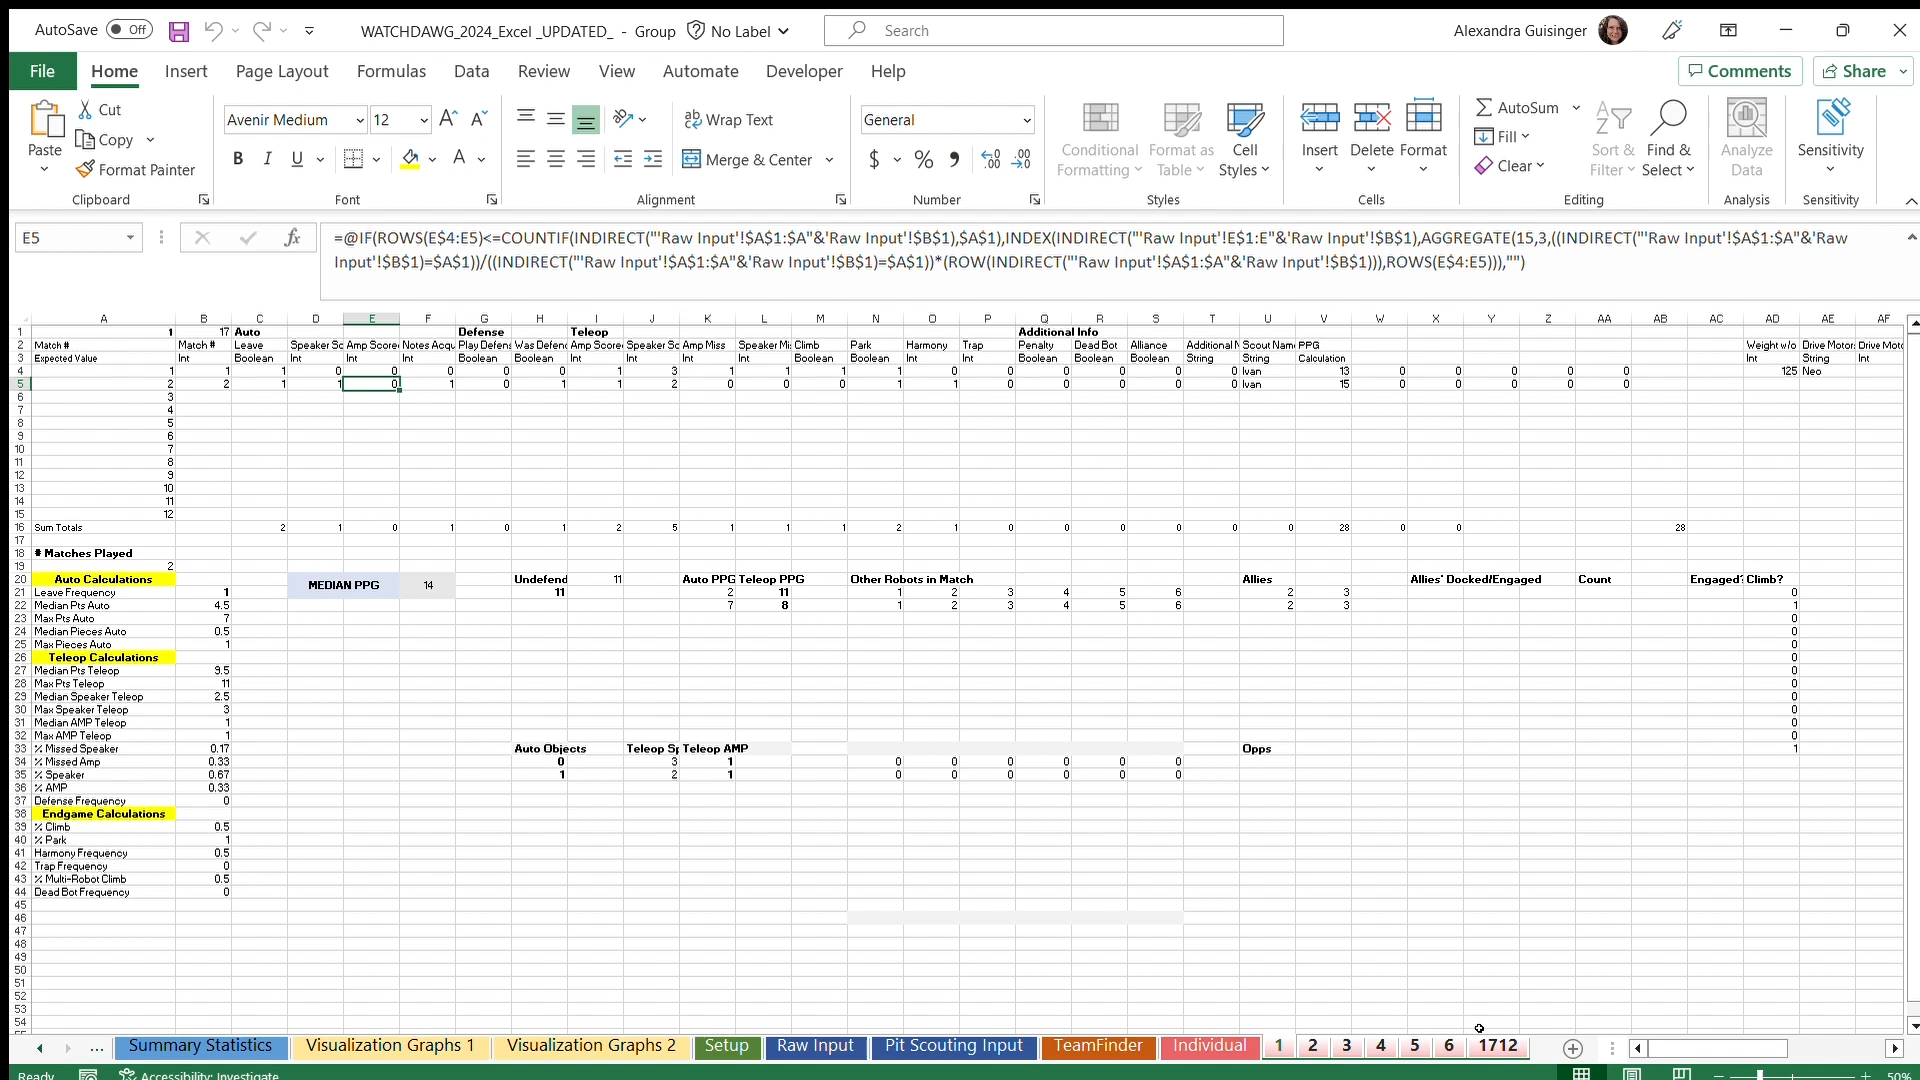 AutoSave Off WATCHDAWG_2024_Excel _UPDATED_ - Group No Label Search Alexandra Guisinger
File Home Insert Page Layout Formulas Data Review View Automate Developer Help Comments Share
Paste Cut Copy Format Painter Clipboard
Avenir Medium 12 B I U A Font
Wrap Text Merge & Center Alignment
General $ % Number
Conditional Formatting Format as Table Cell Styles Styles
Insert Delete Format Cells
AutoSum Fill Clear Sort & Filter Find & Select Editing
Analyze Data Analysis
Sensitivity Sensitivity
E5 fx =@IF(ROWS(E$4:E5)<=COUNTIF(INDIRECT("'Raw Input'!$A$1:$A"&'Raw Input'!$B$1),$A$1),INDEX(INDIRECT("'Raw Input'!E$1:E"&'Raw Input'!$B$1),AGGREGATE(15,3,((INDIRECT("'Raw Input'!$A$1:$A"&'Raw
Input'!$B$1)=$A$1))/((INDIRECT("'Raw Input'!$A$1:$A"&'Raw Input'!$B$1)=$A$1))*(ROW(INDIRECT("'Raw Input'!$A$1:$A"&'Raw Input'!$B$1))),ROWS(E$4:E5))),"")
A B C D E F G H I J K L M N O P Q R S T U V W X Y Z AA AB AC AD AE AF
1 1 17 Auto Defense Teleop Additional Info
2 Match # Match # Leave Speaker Sc Amp Score Notes Acqu Play Defens Was Defend Amp Score Speaker Sc Amp Miss Speaker Mi Climb Park Harmony Trap Penalty Dead Bot Alliance Additional N Scout Name PPG Weight w/o Drive Motor Drive Moto
3 Expected Value Int Boolean Int Int Int Boolean Boolean Int Int Int Int Boolean Boolean Int Int Boolean Boolean Boolean String String Calculation Int String Int
4 1 1 1 0 0 0 0 0 1 3 1 1 1 1 0 0 0 0 0 0 Ivan 13 0 0 0 0 0 125 Neo
5 2 2 1 1 0 1 0 1 1 2 0 0 0 1 1 0 0 0 0 0 Ivan 15 0 0 0 0 0
6 3
7 4
8 5
9 6
10 7
11 8
12 9
13 10
14 11
15 12
16 Sum Totals 2 1 0 1 0 1 2 5 1 1 1 2 1 0 0 0 0 0 0 28 0 0 28
17
18 # Matches Played
19 2
20 Auto Calculations MEDIAN PPG 14 Undefend 11 Auto PPG Teleop PPG Other Robots in Match Allies Allies' Docked/Engaged Count Engaged? Climb?
21 Leave Frequency 1 11 2 11 1 2 3 4 5 6 2 3 0
22 Median Pts Auto 4.5 7 8 1 2 3 4 5 6 2 3 1
23 Max Pts Auto 7 0
24 Median Pieces Auto 0.5 0
25 Max Pieces Auto 1 0
26 Teleop Calculations 0
27 Median Pts Teleop 9.5 0
28 Max Pts Teleop 11 0
29 Median Speaker Teleop 2.5 0
30 Max Speaker Teleop 3 0
31 Median AMP Teleop 1 0
32 Max AMP Teleop 1 0
33 % Missed Speaker 0.17 Auto Objects Teleop Sp Teleop AMP Opps 1
34 % Missed Amp 0.33 0 3 1 0 0 0 0 0 0
35 % Speaker 0.67 1 2 1 0 0 0 0 0 0
36 % AMP 0.33
37 Defense Frequency 0
38 Endgame Calculations
39 % Climb 0.5
40 % Park 1
41 Harmony Frequency 0.5
42 Trap Frequency 0
43 % Multi-Robot Climb 0.5
44 Dead Bot Frequency 0
45
46
47
48
49
50
51
52
53
54
... Summary Statistics Visualization Graphs 1 Visualization Graphs 2 Setup Raw Input Pit Scouting Input TeamFinder Individual 1 2 3 4 5 6 1712
Ready Accessibility: Investigate 50%